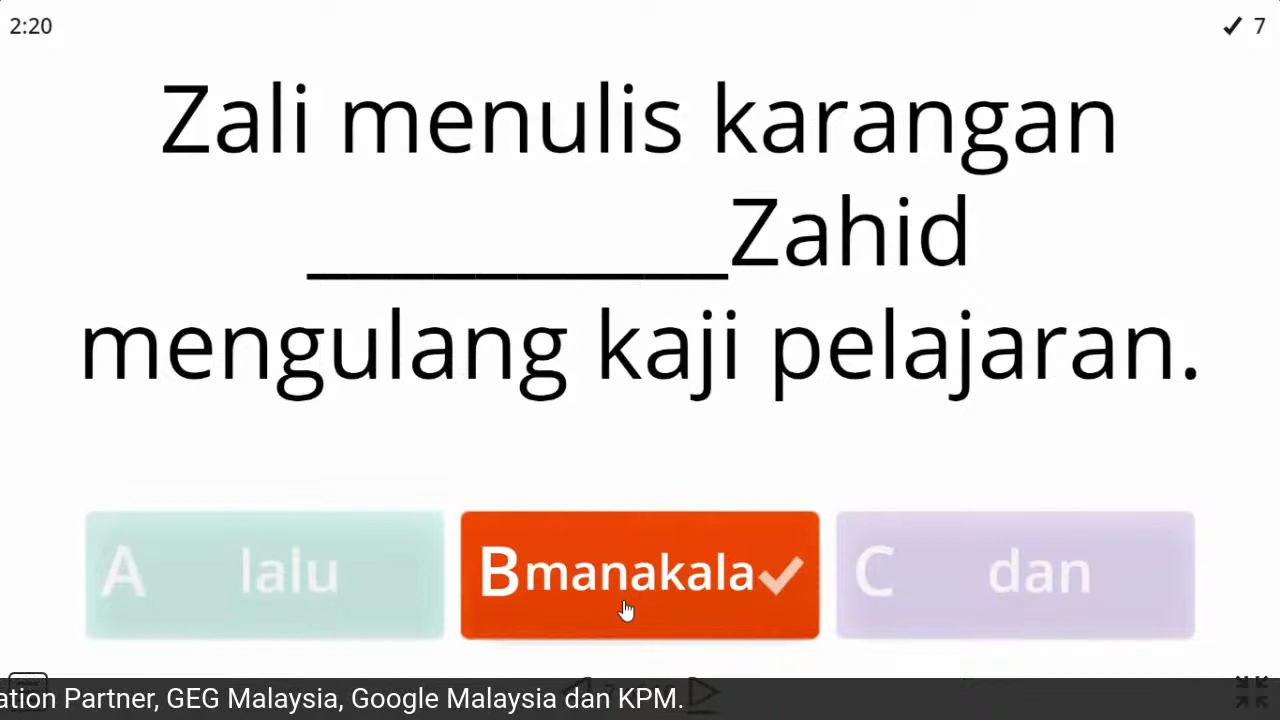 2:20
✓ 7
Zali menulis karangan
__________Zahid
mengulang kaji pelajaran.
A lalu
B manakala ✓
C dan
ation Partner, GEG Malaysia, Google Malaysia dan KPM.